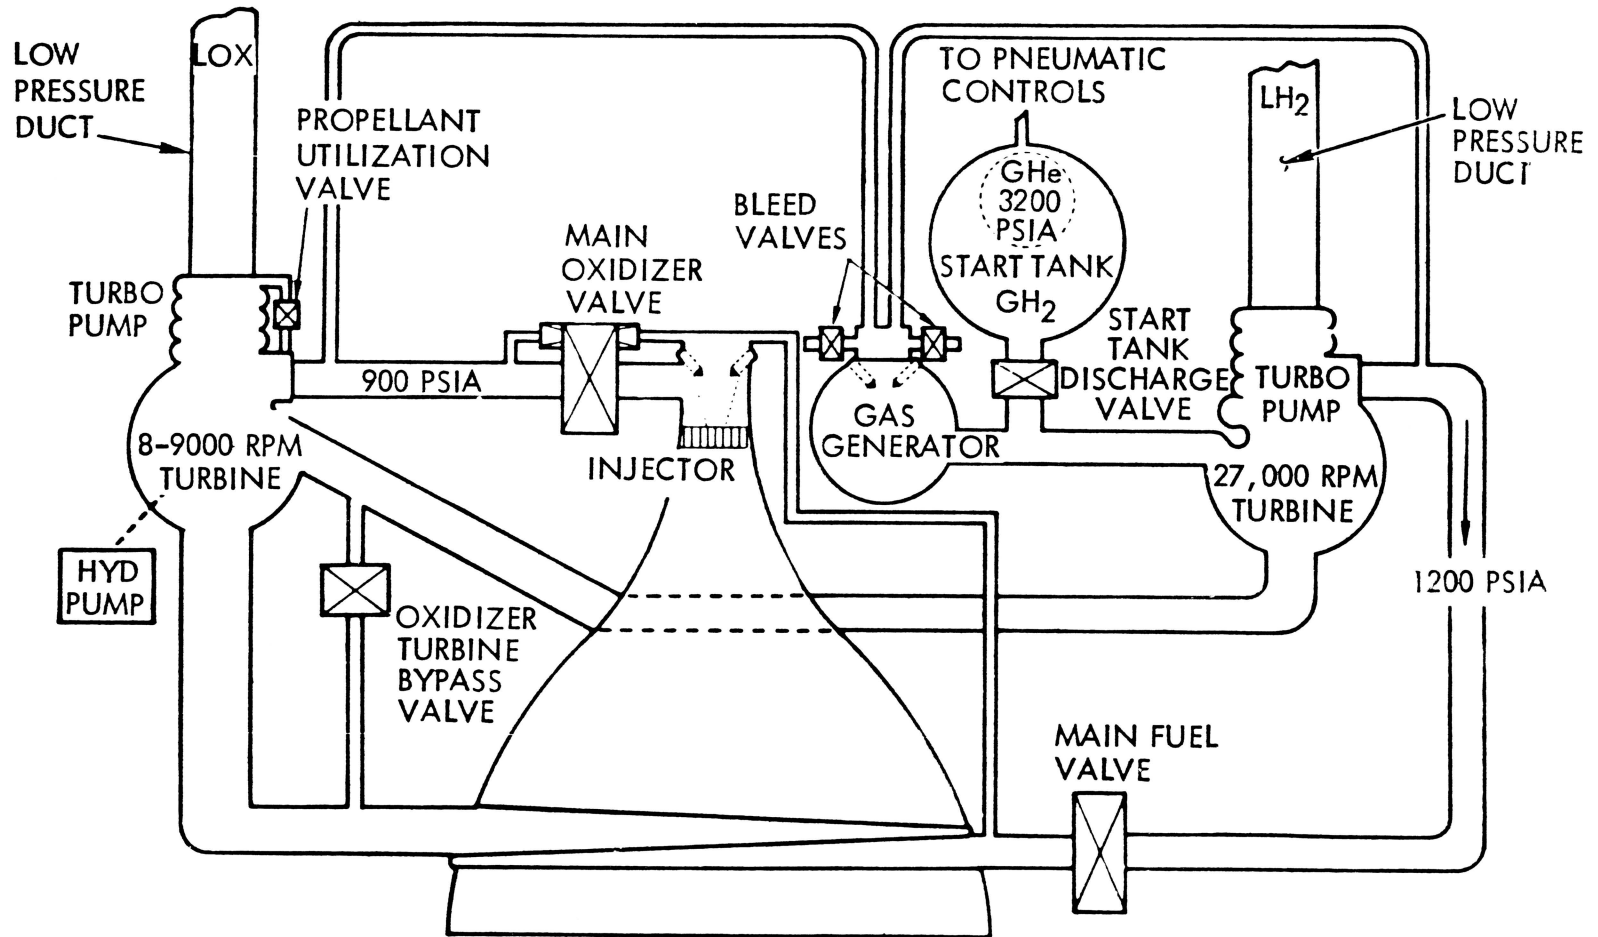 LOW
PRESSURE
DUCT
LOX
PROPELLANT
UTILIZATION
VALVE
TURBO
PUMP
MAIN
OXIDIZER
VALVE
BLEED
VALVES
TO PNEUMATIC
CONTROLS
GHe
3200
PSIA
START TANK
GH2
LH2
LOW
PRESSURE
DUCT
START
TANK
DISCHARGE
VALVE
TURBO
PUMP
900 PSIA
8-9000 RPM
TURBINE
INJECTOR
GAS
GENERATOR
27,000 RPM
TURBINE
HYD
PUMP
OXIDIZER
TURBINE
BYPASS
VALVE
1200 PSIA
MAIN FUEL
VALVE